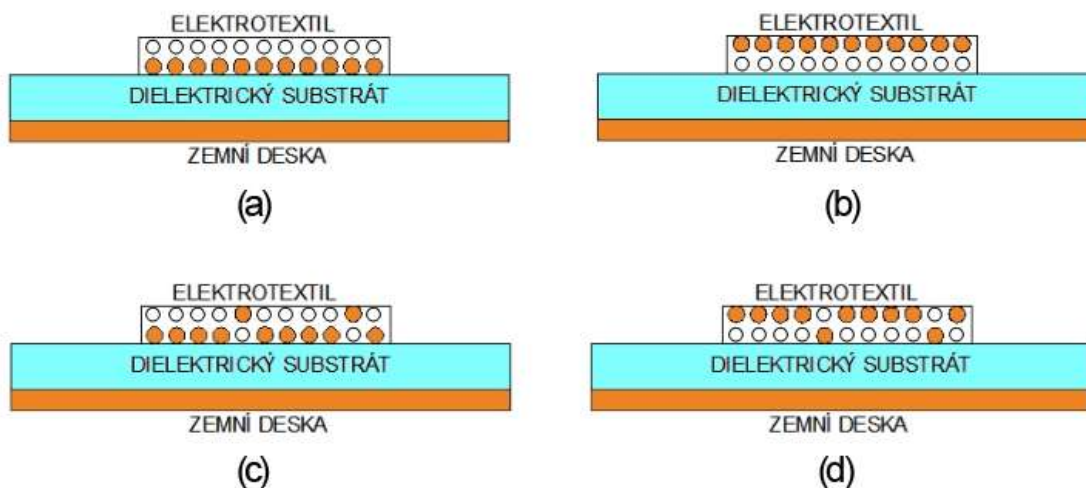 ELEKTROTEXTIL
DIELEKTRICKÝ SUBSTRÁT
ZEMNÍ DESKA
(a)
ELEKTROTEXTIL
DIELEKTRICKÝ SUBSTRÁT
ZEMNÍ DESKA
(b)
ELEKTROTEXTIL
DIELEKTRICKÝ SUBSTRÁT
ZEMNÍ DESKA
(c)
ELEKTROTEXTIL
DIELEKTRICKÝ SUBSTRÁT
ZEMNÍ DESKA
(d)